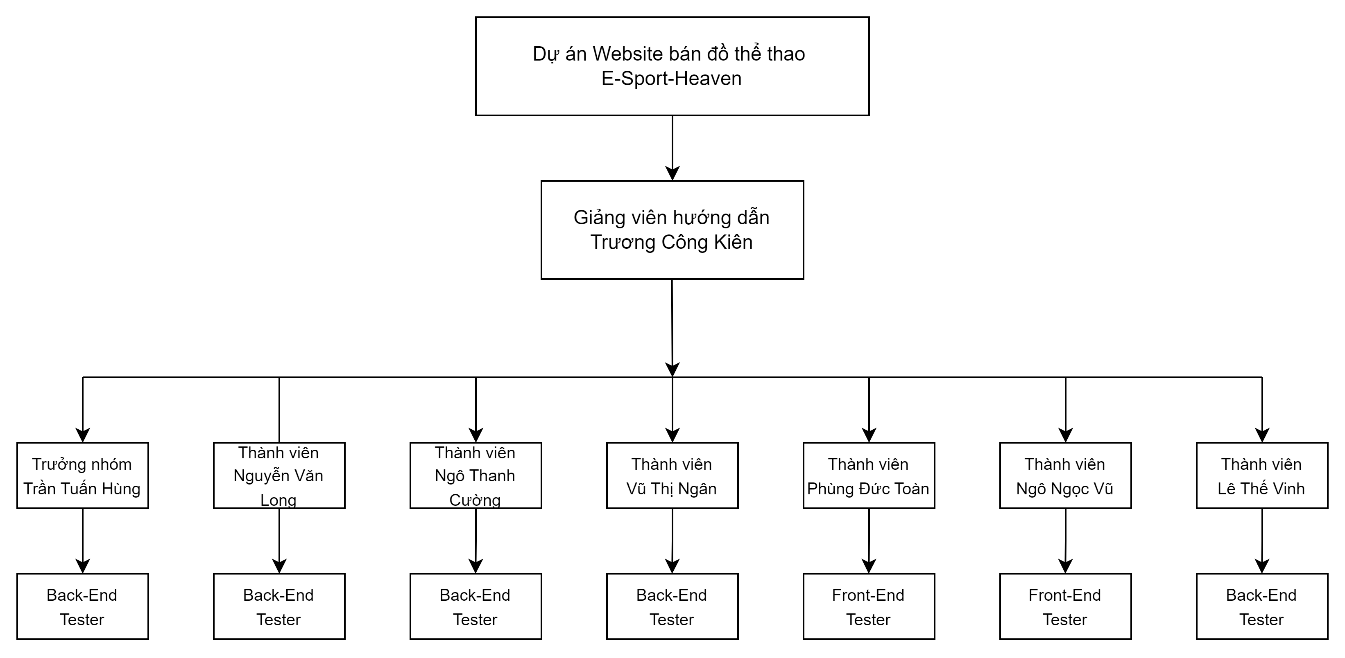 Dự án Website bán đồ thể thao
E-Sport-Heaven
Giảng viên hướng dẫn
Trương Công Kiên
Trưởng nhóm
Trần Tuấn Hùng
Thành viên
Nguyễn Văn
Long
Thành viên
Ngô Thanh
Cường
Thành viên
Vũ Thị Ngân
Thành viên
Phùng Đức Toàn
Thành viên
Ngô Ngọc Vũ
Thành viên
Lê Thế Vinh
Back-End
Tester
Back-End
Tester
Back-End
Tester
Back-End
Tester
Front-End
Tester
Front-End
Tester
Back-End
Tester